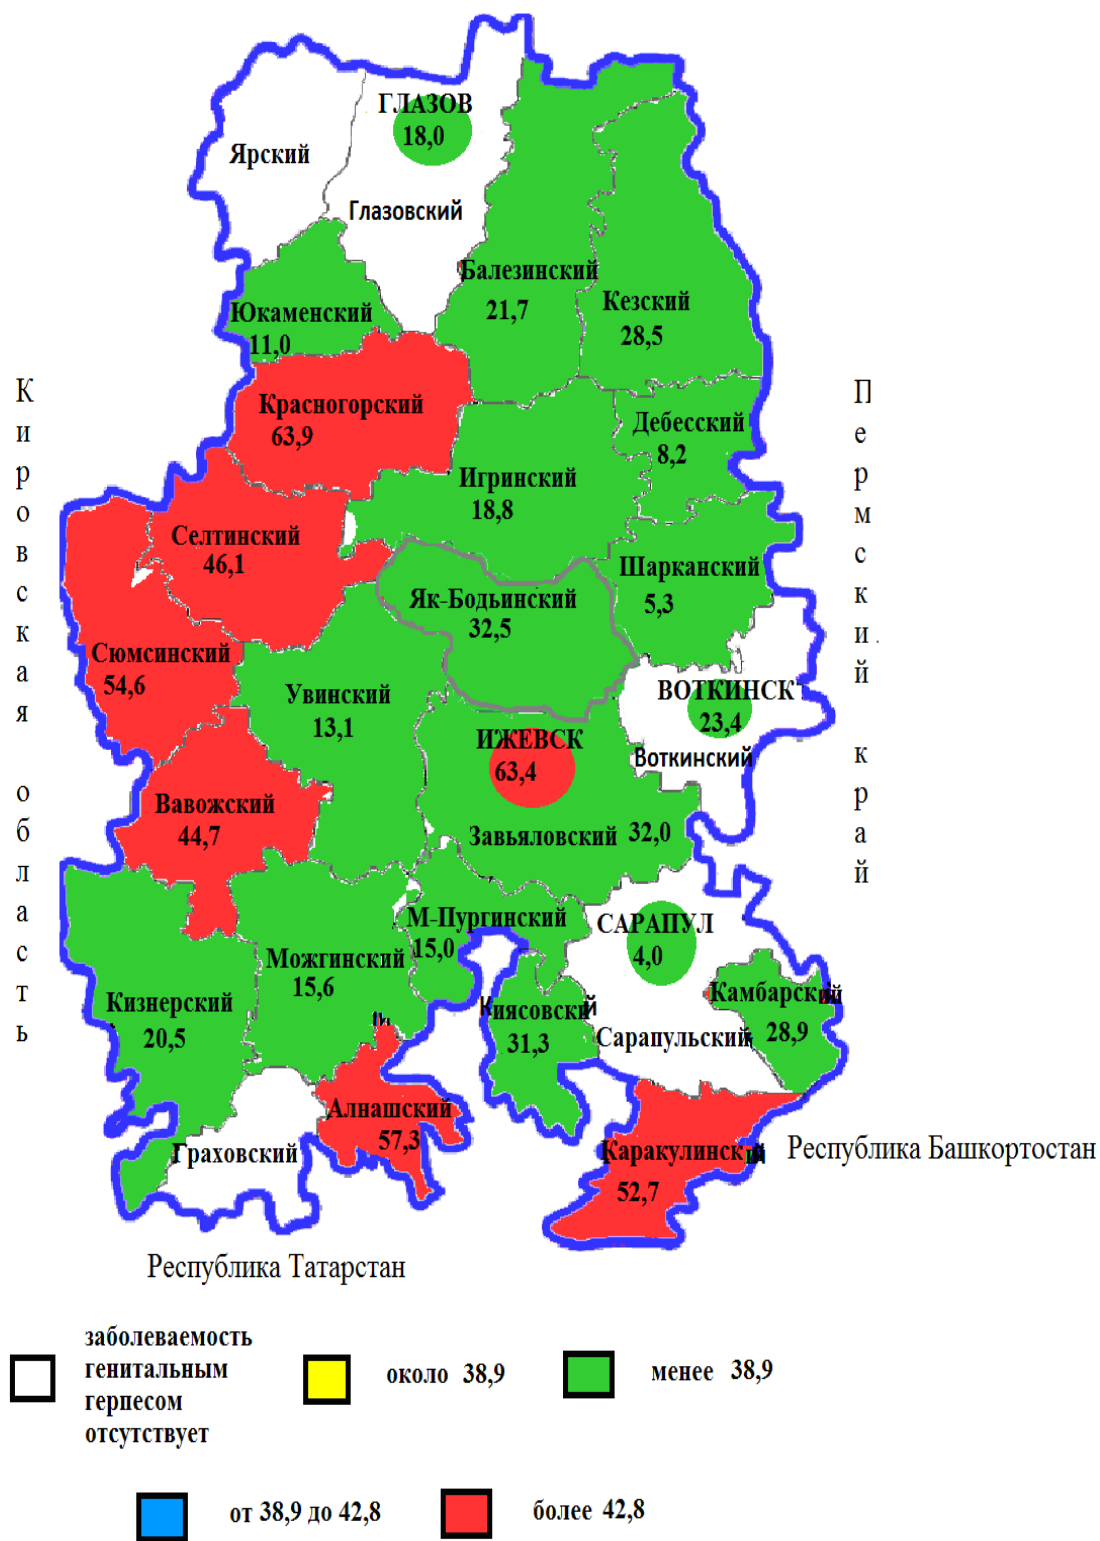 ГЛАЗОВ
18,0
Ярский
Глазовский
Балезинский
21,7
Кезский
28,5
Юкаменский
11,0
Красногорский
63,9
Дебесский
8,2
Игринский
18,8
Селтинский
46,1
Шарканский
5,3
Як-Бодьинский
32,5
Сюмсинский
54,6
Увинский
13,1
ВОТКИНСК
23,4
Воткинский
ИЖЕВСК
63,4
Вавожский
44,7
Завьяловский 32,0
М-Пургинский
15,0
САРАПУЛ
4,0
Можгинский
15,6
Кизнерский
20,5
Киясовский
31,3
Камбарский
28,9
Сарапульский
Алнашский
57,3
Граховский
Каракулинский
52,7
Кировская область
Пермский край
Республика Башкортостан
Республика Татарстан
заболеваемость
генитальным
герпесом
отсутствует
около 38,9
менее 38,9
от 38,9 до 42,8
более 42,8